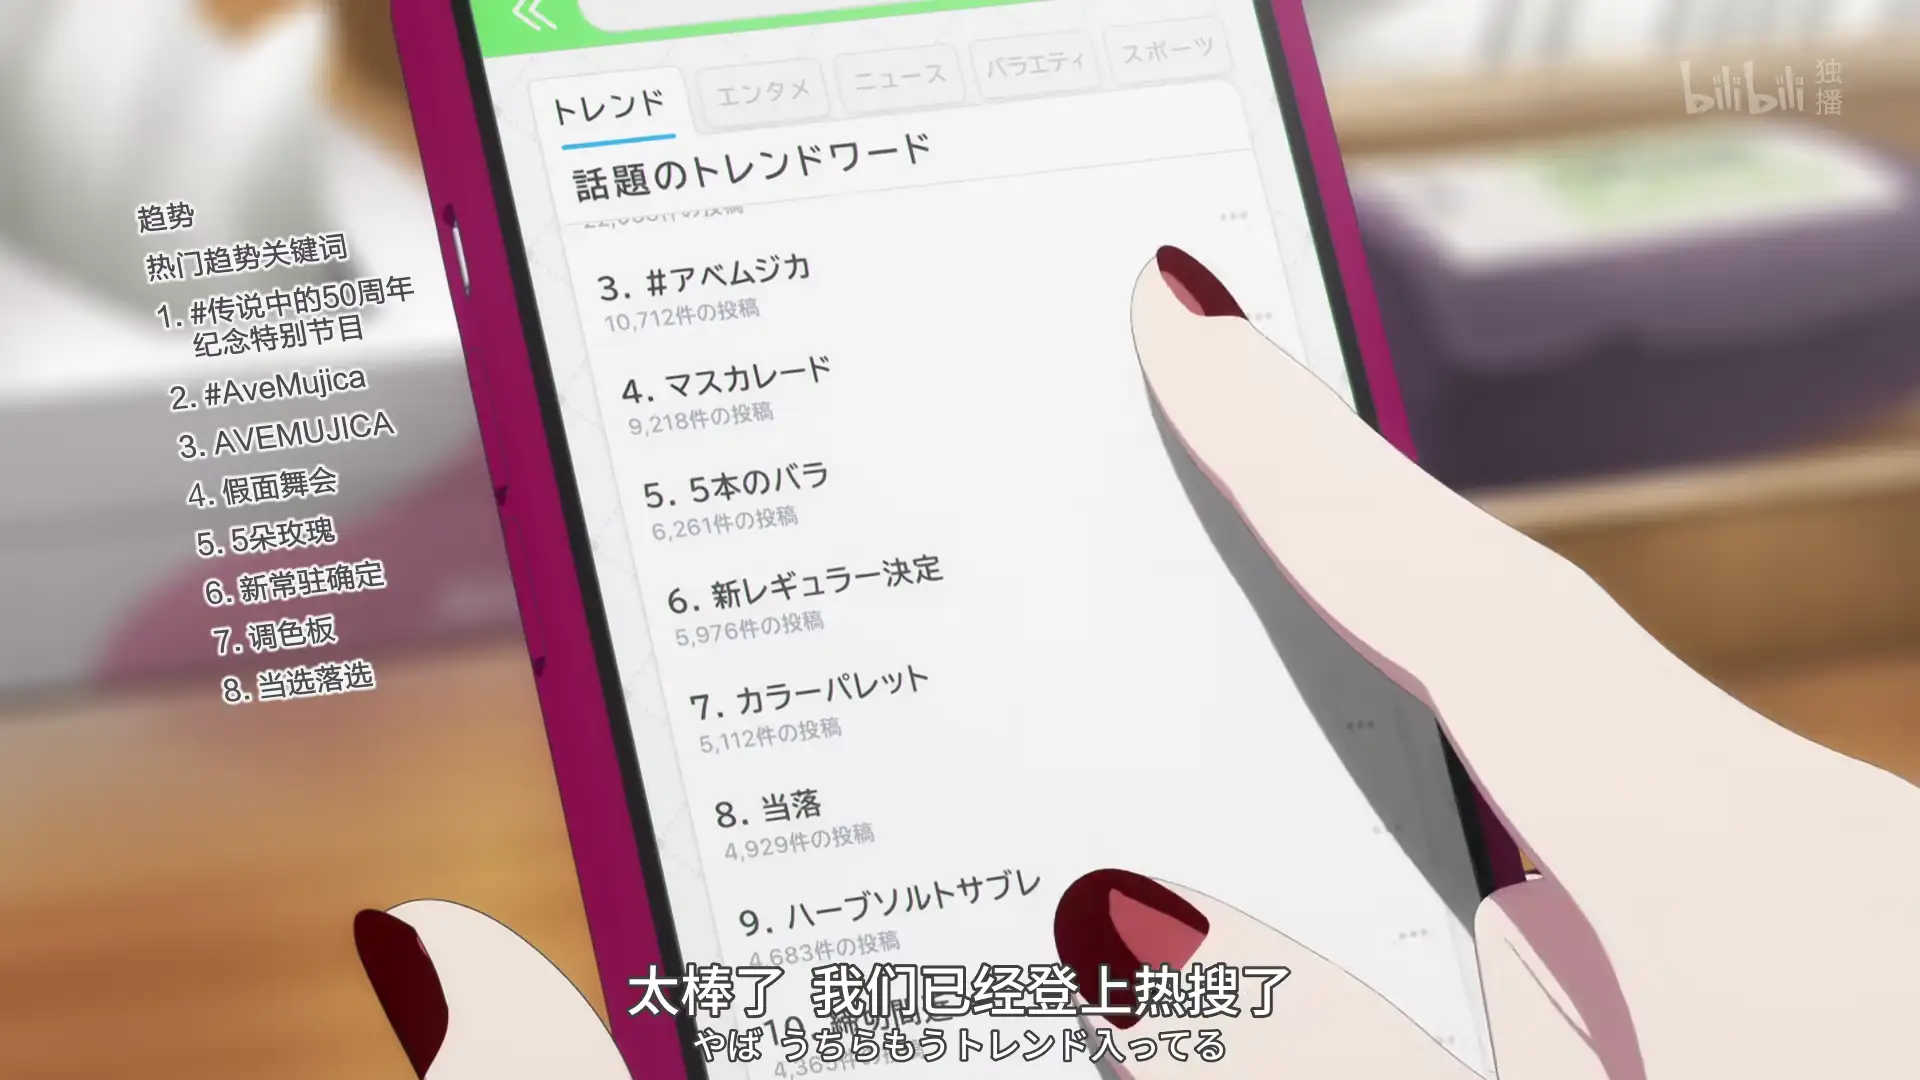 トレンド
エンタメ
ニュース
バラエティ
スポーツ
bilibili 独播
話題のトレンドワード
3. #アベムジカ
10,712件の投稿
4. マスカレード
9,218件の投稿
5. 5本のバラ
6,261件の投稿
6. 新レギュラー決定
5,976件の投稿
7. カラーパレット
5,112件の投稿
8. 当落
4,929件の投稿
9. ハーブソルトサブレ
4,683件の投稿
10.
趋势
热门趋势关键词
1. #传说中的50周年
纪念特别节目
2. #AveMujica
3. AVEMUJICA
4. 假面舞会
5. 5朵玫瑰
6. 新常驻确定
7. 调色板
8. 当选落选
太棒了 我们已经登上热搜了
やば うちらもうトレンド入ってる